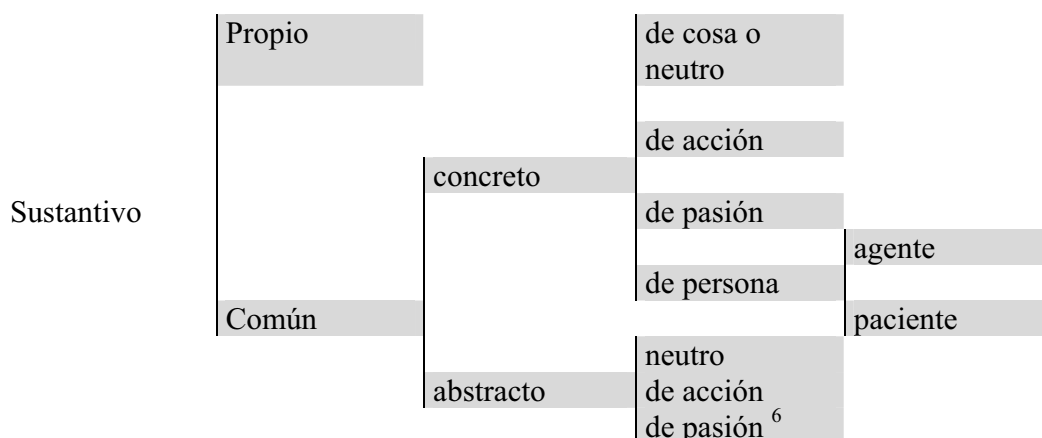 Propio
de cosa o
neutro
de acción
concreto
Sustantivo
de pasión
agente
de persona
Común
paciente
neutro
abstracto
de acción
de pasión 6